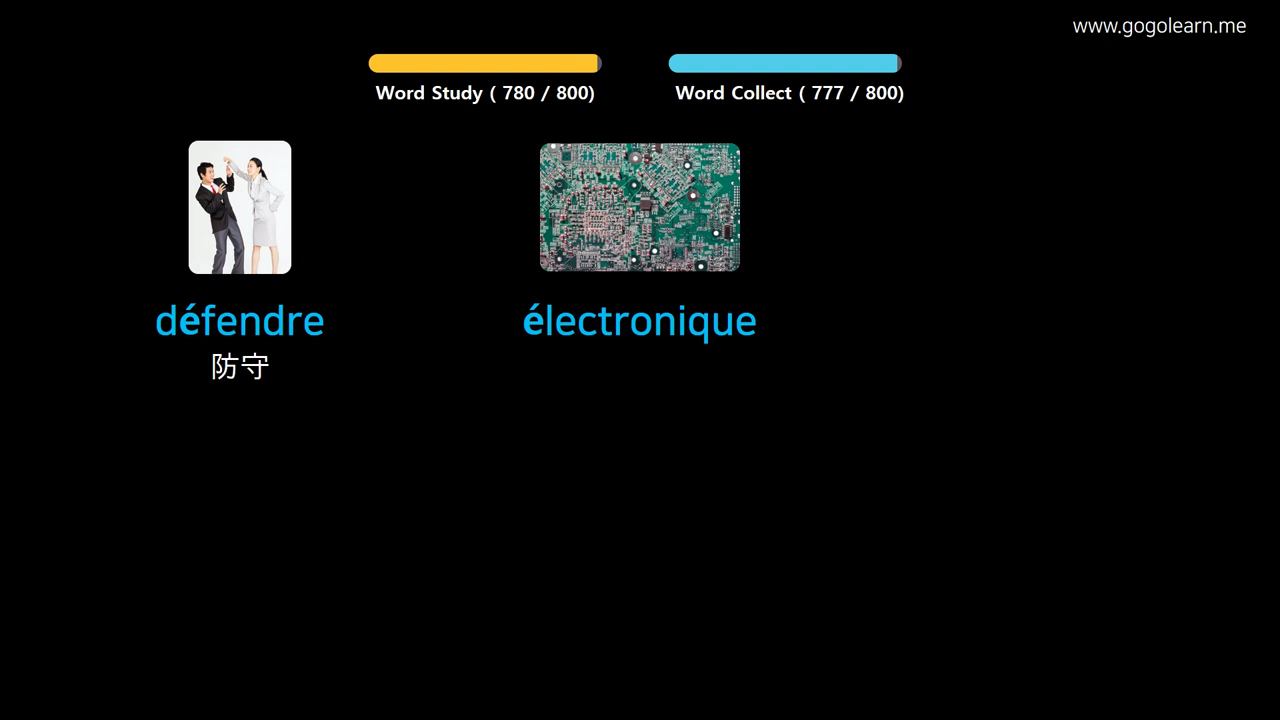 www.gogolearn.me
Word Study ( 780 / 800)
Word Collect ( 777 / 800)
défendre
électronique
防守